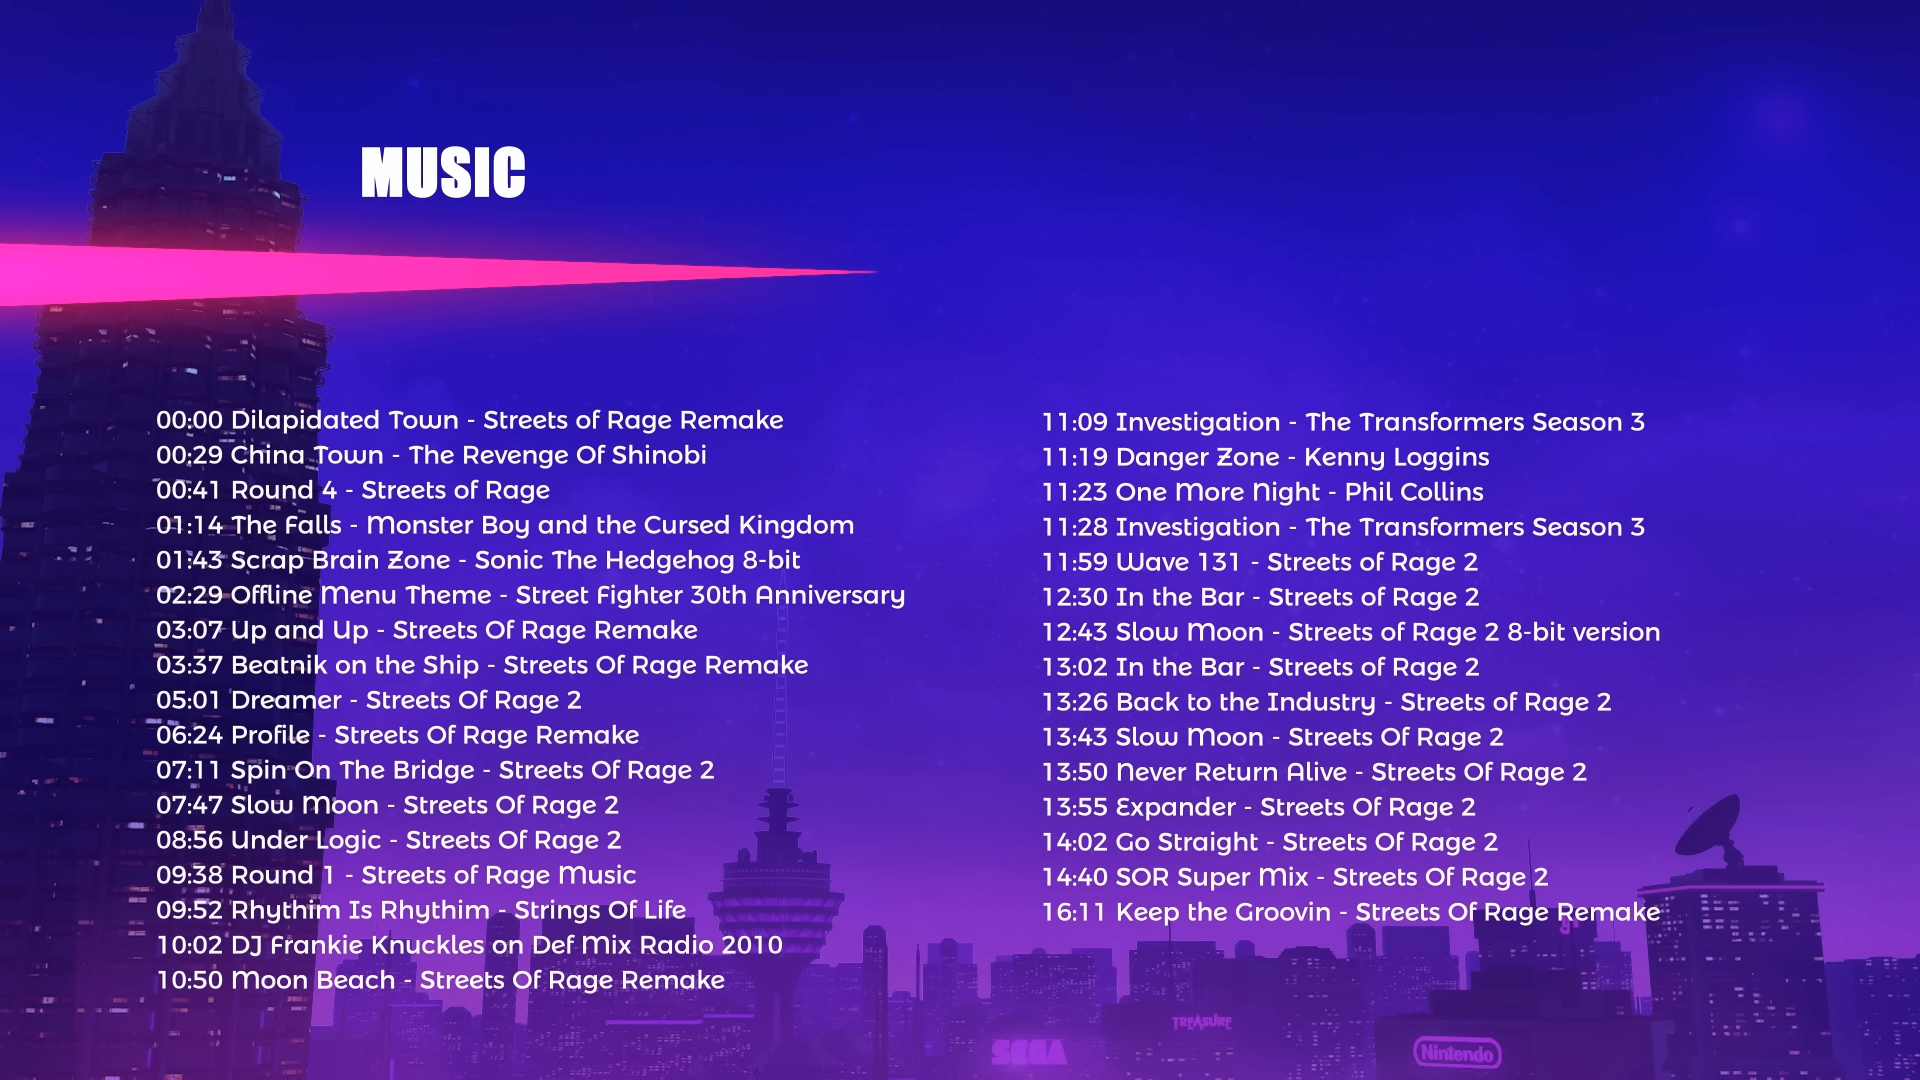 MUSIC
00:00 Dilapidated Town - Streets of Rage Remake
00:29 China Town - The Revenge Of Shinobi
00:41 Round 4 - Streets of Rage
01:14 The Falls - Monster Boy and the Cursed Kingdom
01:43 Scrap Brain Zone - Sonic The Hedgehog 8-bit
02:29 Offline Menu Theme - Street Fighter 30th Anniversary
03:07 Up and Up - Streets Of Rage Remake
03:37 Beatnik on the Ship - Streets Of Rage Remake
05:01 Dreamer - Streets Of Rage 2
06:24 Profile - Streets Of Rage Remake
07:11 Spin On The Bridge - Streets Of Rage 2
07:47 Slow Moon - Streets Of Rage 2
08:56 Under Logic - Streets Of Rage 2
09:38 Round 1 - Streets of Rage Music
09:52 Rhythim Is Rhythim - Strings Of Life
10:02 DJ Frankie Knuckles on Def Mix Radio 2010
10:50 Moon Beach - Streets Of Rage Remake
11:09 Investigation - The Transformers Season 3
11:19 Danger Zone - Kenny Loggins
11:23 One More Night - Phil Collins
11:28 Investigation - The Transformers Season 3
11:59 Wave 131 - Streets of Rage 2
12:30 In the Bar - Streets of Rage 2
12:43 Slow Moon - Streets of Rage 2 8-bit version
13:02 In the Bar - Streets of Rage 2
13:26 Back to the Industry - Streets of Rage 2
13:43 Slow Moon - Streets Of Rage 2
13:50 Never Return Alive - Streets Of Rage 2
13:55 Expander - Streets Of Rage 2
14:02 Go Straight - Streets Of Rage 2
14:40 SOR Super Mix - Streets Of Rage 2
16:11 Keep the Groovin - Streets Of Rage Remake
TREASURE
SEGA
Nintendo